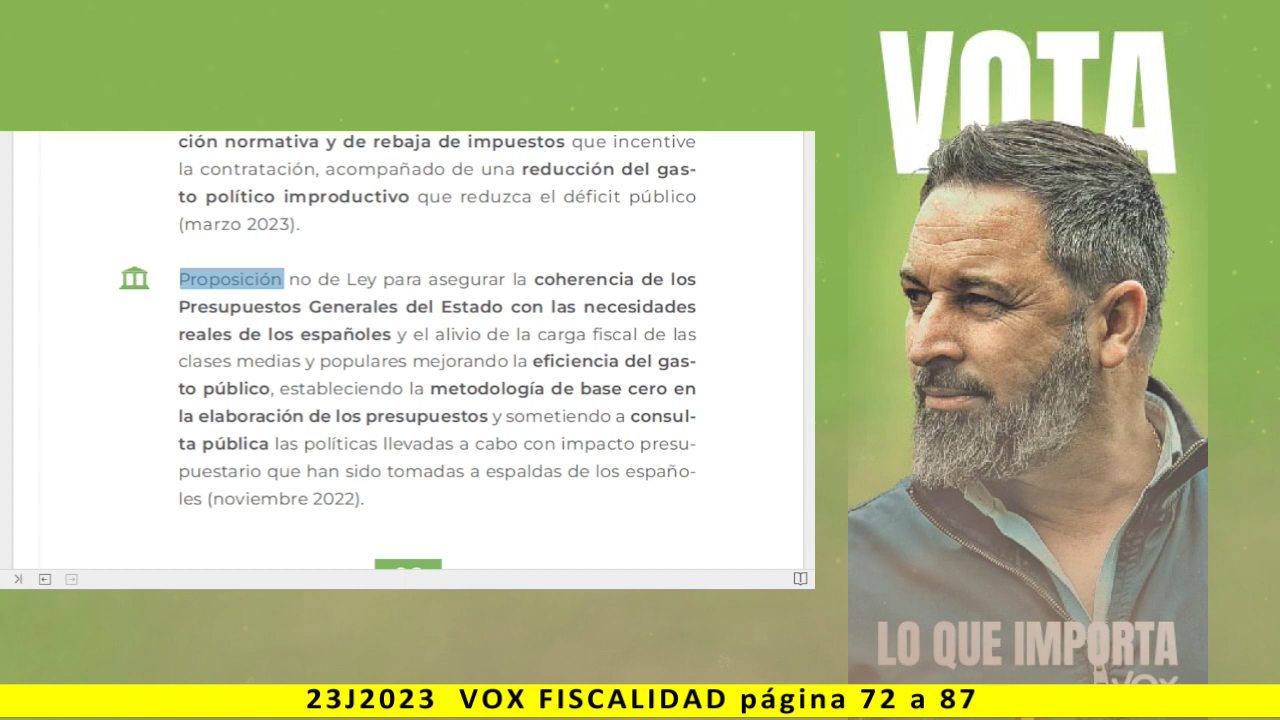 ción normativa y de rebaja de impuestos que incentive
la contratación, acompañado de una reducción del gas-
to político improductivo que reduzca el déficit público
(marzo 2023).
Proposición no de Ley para asegurar la coherencia de los
Presupuestos Generales del Estado con las necesidades
reales de los españoles y el alivio de la carga fiscal de las
clases medias y populares mejorando la eficiencia del gas-
to público, estableciendo la metodología de base cero en
la elaboración de los presupuestos y sometiendo a consul-
ta pública las políticas llevadas a cabo con impacto presu-
puestario que han sido tomadas a espaldas de los españo-
les (noviembre 2022).
VOTA
LO QUE IMPORTA
VOX
23J2023 VOX FISCALIDAD página 72 a 87